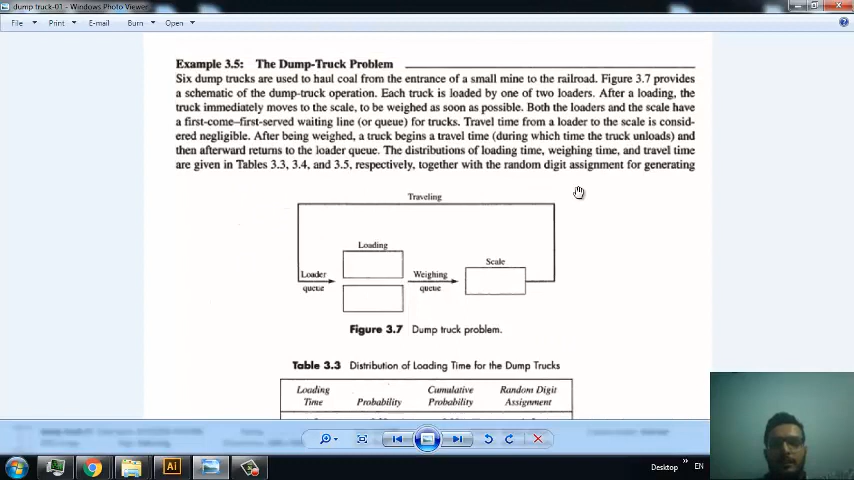 dump truck-01 - Windows Photo Viewer
File Print E-mail Burn Open
Example 3.5: The Dump-Truck Problem
Six dump trucks are used to haul coal from the entrance of a small mine to the railroad. Figure 3.7 provides
a schematic of the dump-truck operation. Each truck is loaded by one of two loaders. After a loading, the
truck immediately moves to the scale, to be weighed as soon as possible. Both the loaders and the scale have
a first-come–first-served waiting line (or queue) for trucks. Travel time from a loader to the scale is consid-
ered negligible. After being weighed, a truck begins a travel time (during which time the truck unloads) and
then afterward returns to the loader queue. The distributions of loading time, weighing time, and travel time
are given in Tables 3.3, 3.4, and 3.5, respectively, together with the random digit assignment for generating
Traveling
Loading
Scale
Loader
queue
Weighing
queue
Figure 3.7 Dump truck problem.
Table 3.3 Distribution of Loading Time for the Dump Trucks
Loading Cumulative Random Digit
Time Probability Probability Assignment
Ai
Desktop » EN